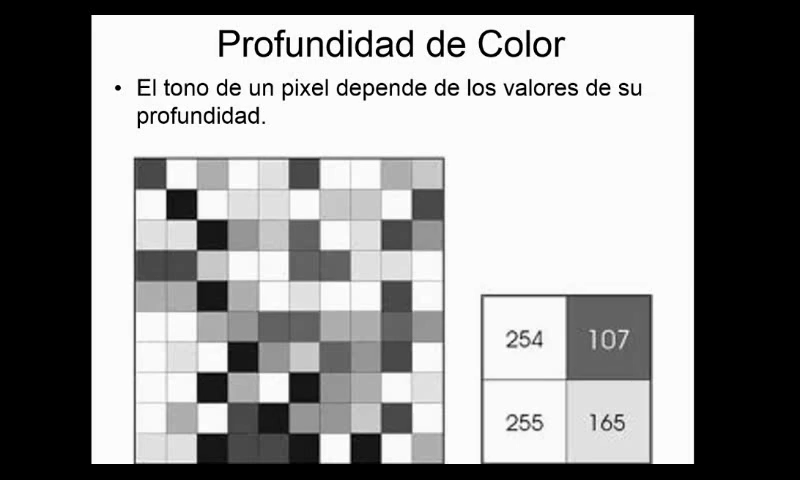 Profundidad de Color
• El tono de un pixel depende de los valores de su
profundidad.
254 107
255 165